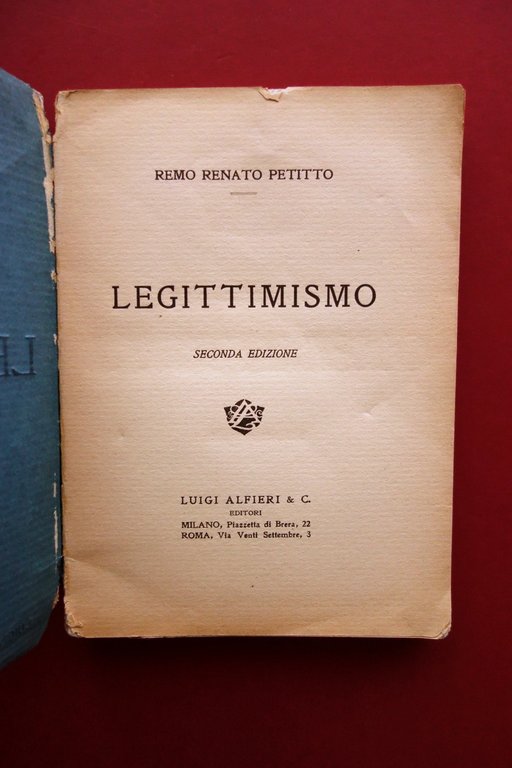 REMO RENATO PETITTO
LEGITTIMISMO
SECONDA EDIZIONE
LUIGI ALFIERI & C.
EDITORI
MILANO, Piazzetta di Brera, 22
ROMA, Via Venti Settembre, 3